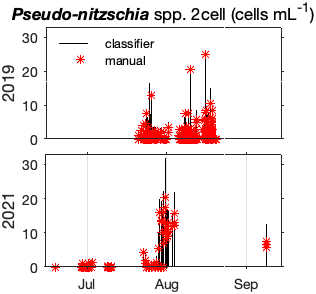 Pseudo-nitzschia spp. 2cell (cells mL⁻¹)
2019
30
20
10
0
classifier
manual
2021
30
20
10
0
Jul Aug Sep